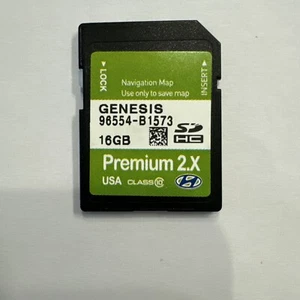 LOCK
Navigation Map
Use only to save map
INSERT
GENESIS
96554-B1573
16GB
SD
HC
Premium 2.X
USA CLASS 10